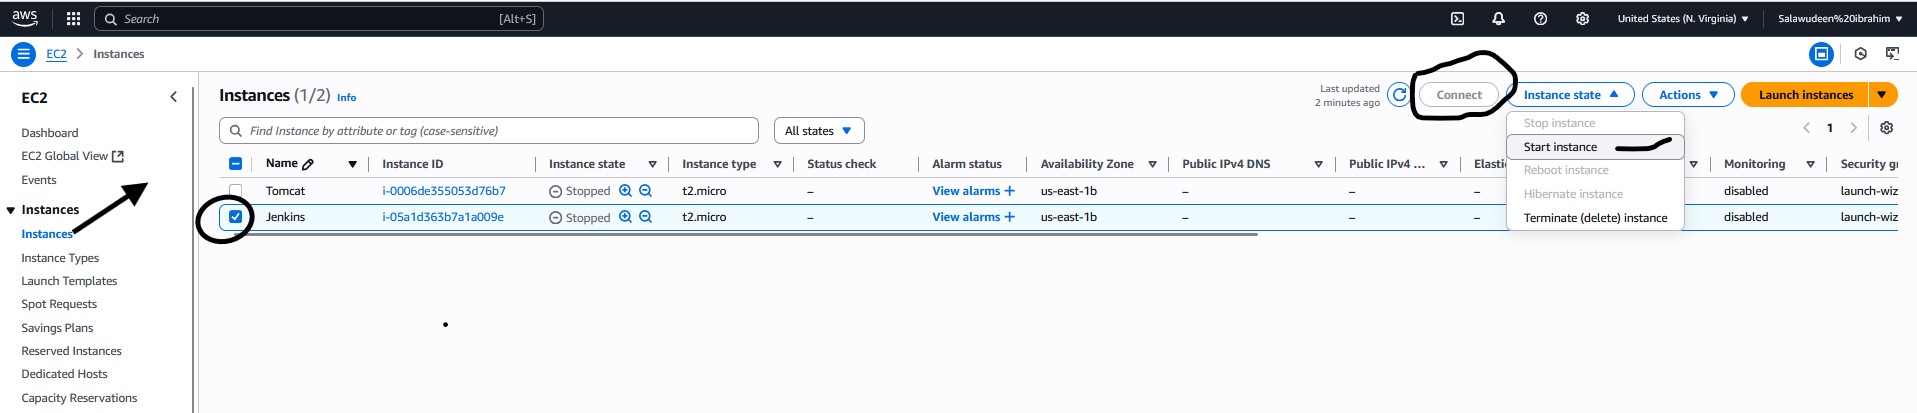 aws Search [Alt+S] United States (N. Virginia) Salawudeen%20ibrahim
EC2 Instances
EC2
Dashboard
EC2 Global View
Events
Instances
Instances
Instance Types
Launch Templates
Spot Requests
Savings Plans
Reserved Instances
Dedicated Hosts
Capacity Reservations
Instances (1/2) Info
Last updated
2 minutes ago
Connect Instance state Actions Launch instances
Find Instance by attribute or tag (case-sensitive) All states
1
Stop instance
Start instance
Reboot instance
Hibernate instance
Terminate (delete) instance
Name Instance ID Instance state Instance type Status check Alarm status Availability Zone Public IPv4 DNS Public IPv4 ... Elastic Monitoring Security gr
Tomcat i-0006de355053d76b7 Stopped t2.micro – View alarms + us-east-1b – – – disabled launch-wiz
Jenkins i-05a1d363b7a1a009e Stopped t2.micro – View alarms + us-east-1b – – – disabled launch-wiz